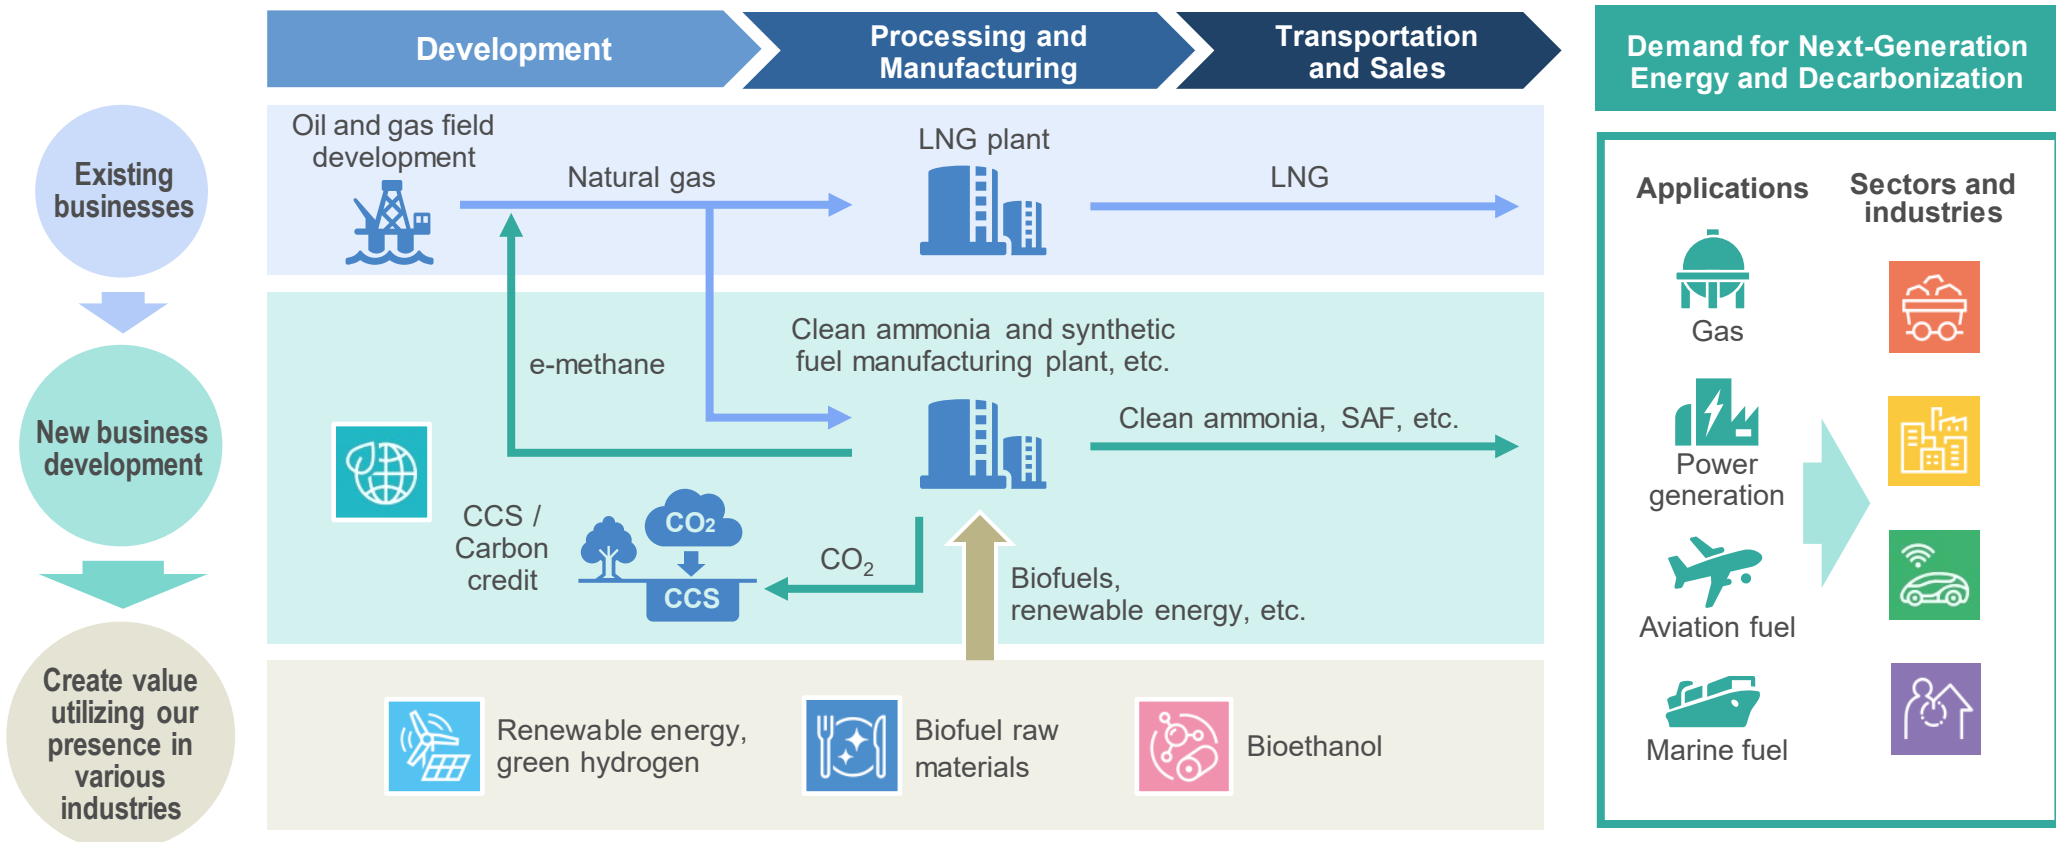 Development
Processing and
Manufacturing
Transportation
and Sales
Demand for Next-Generation
Energy and Decarbonization
Existing
businesses
Oil and gas field
development
Natural gas
LNG plant
LNG
New business
development
e-methane
Clean ammonia and synthetic
fuel manufacturing plant, etc.
Clean ammonia, SAF, etc.
CCS /
Carbon
credit
CO2
CCS
CO2
Biofuels,
renewable energy, etc.
Create value
utilizing our
presence in
various
industries
Renewable energy,
green hydrogen
Biofuel raw
materials
Bioethanol
Applications
Sectors and
industries
Gas
Power
generation
Aviation fuel
Marine fuel